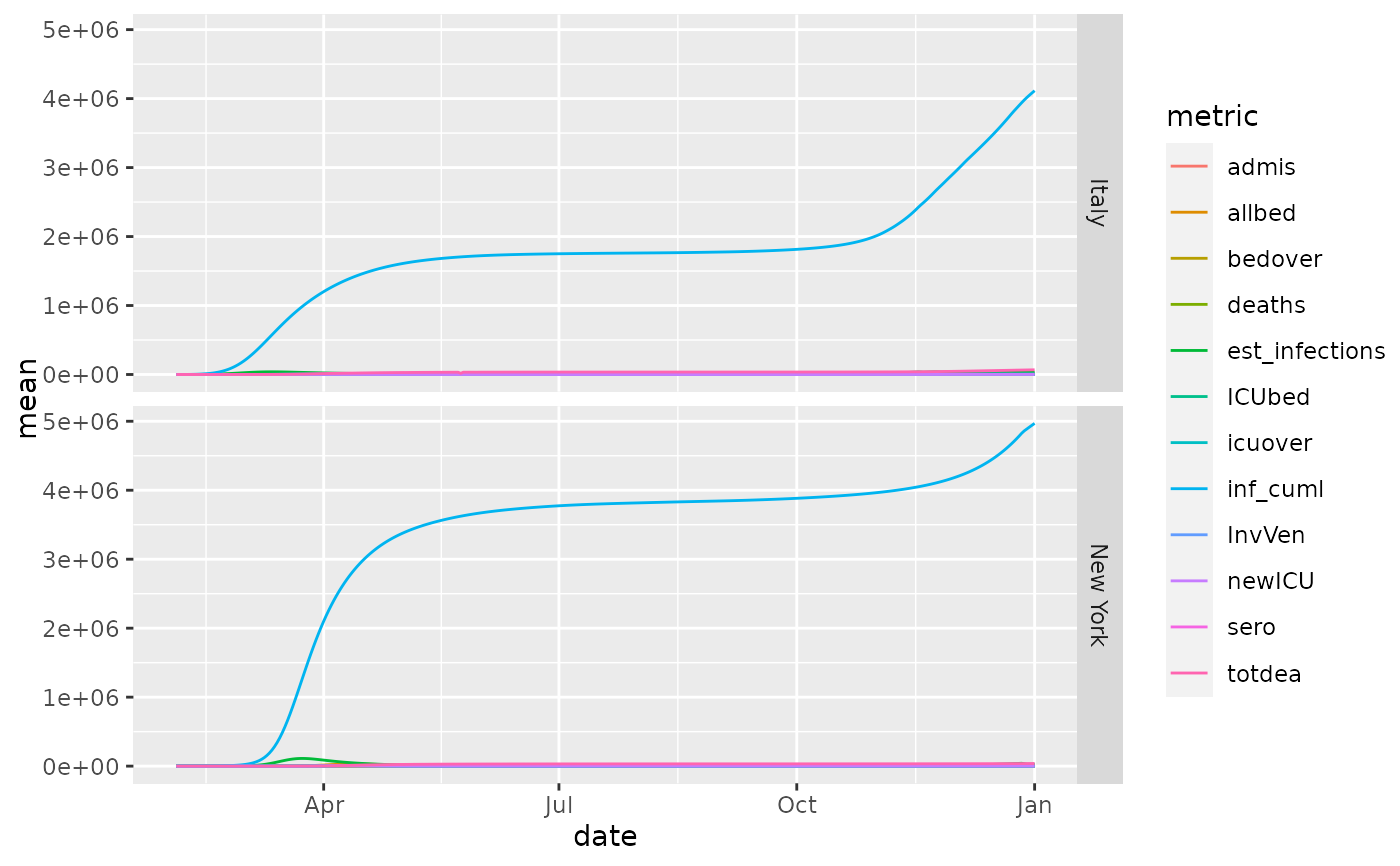 5e+06
4e+06
3e+06
2e+06
1e+06
0e+00
Italy
5e+06
4e+06
3e+06
2e+06
1e+06
0e+00
New York
mean
Apr
Jul
Oct
Jan
date
metric
admis
allbed
bedover
deaths
est_infections
ICUbed
icuover
inf_cuml
InvVen
newICU
sero
totdea